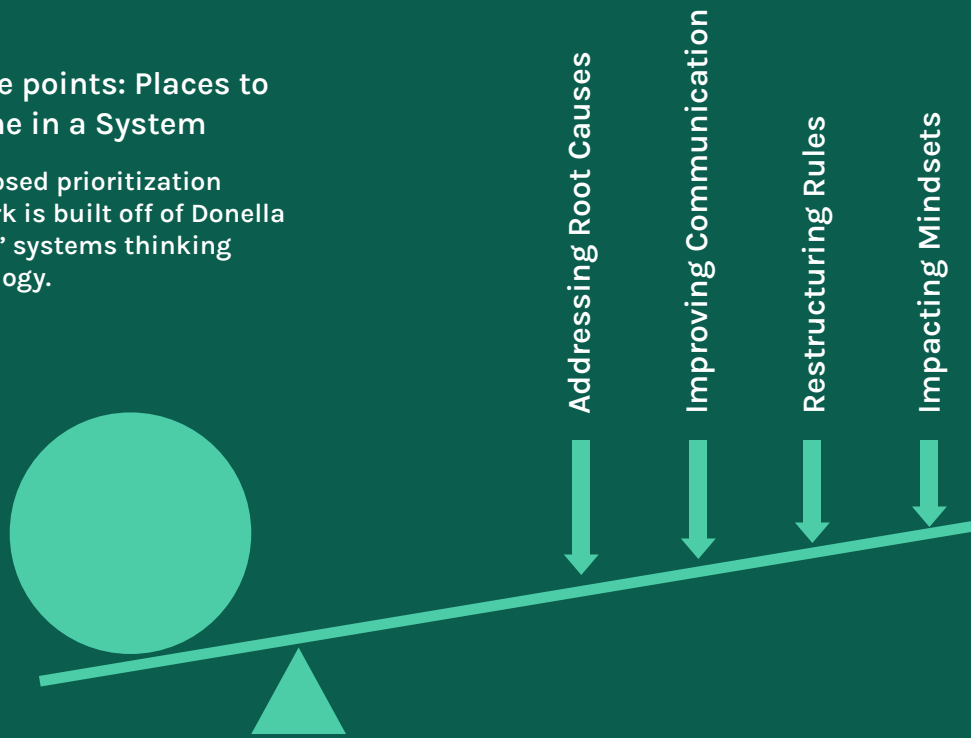 e points: Places to
ne in a System
osed prioritization
rk is built off of Donella
’ systems thinking
ogy.
Addressing Root Causes
Improving Communication
Restructuring Rules
Impacting Mindsets